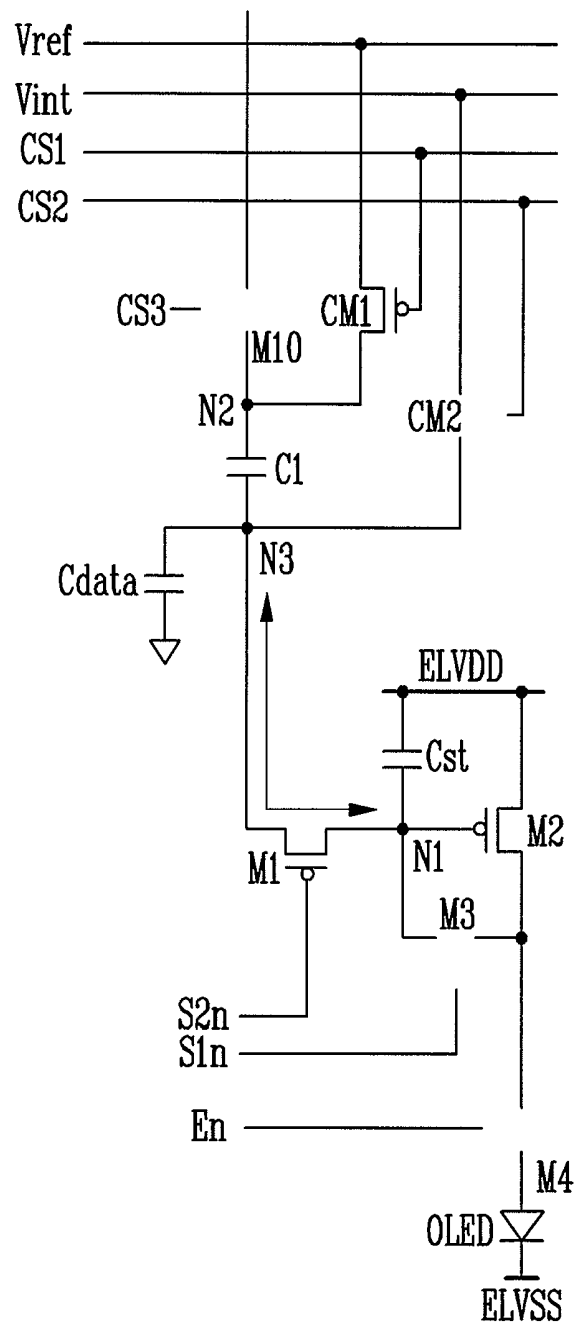 Vref
Vint
CS1
CS2
CS3
CM1
M10
N2
CM2
C1
N3
Cdata
ELVDD
Cst
M2
M1
N1
M3
S2n
S1n
En
M4
OLED
ELVSS